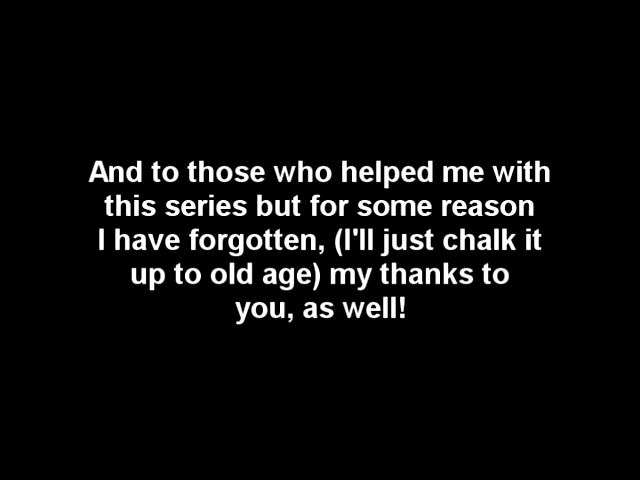 And to those who helped me with
this series but for some reason
I have forgotten, (I'll just chalk it
up to old age) my thanks to
you, as well!